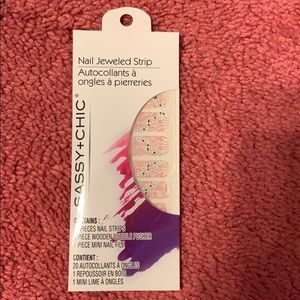 Nail Jeweled Strip
Autocollants à
ongles à pierreries
SASSY+CHIC®
CONTAINS :
PIECES NAIL STRIPS
PIECE WOODEN PUSHER
PIECE MINI NAIL FILE
CONTIENT :
20 AUTOCOLLANTS À ONGLES
1 REPOUSSOIR EN BOIS
1 MINI LIME À ONGLES